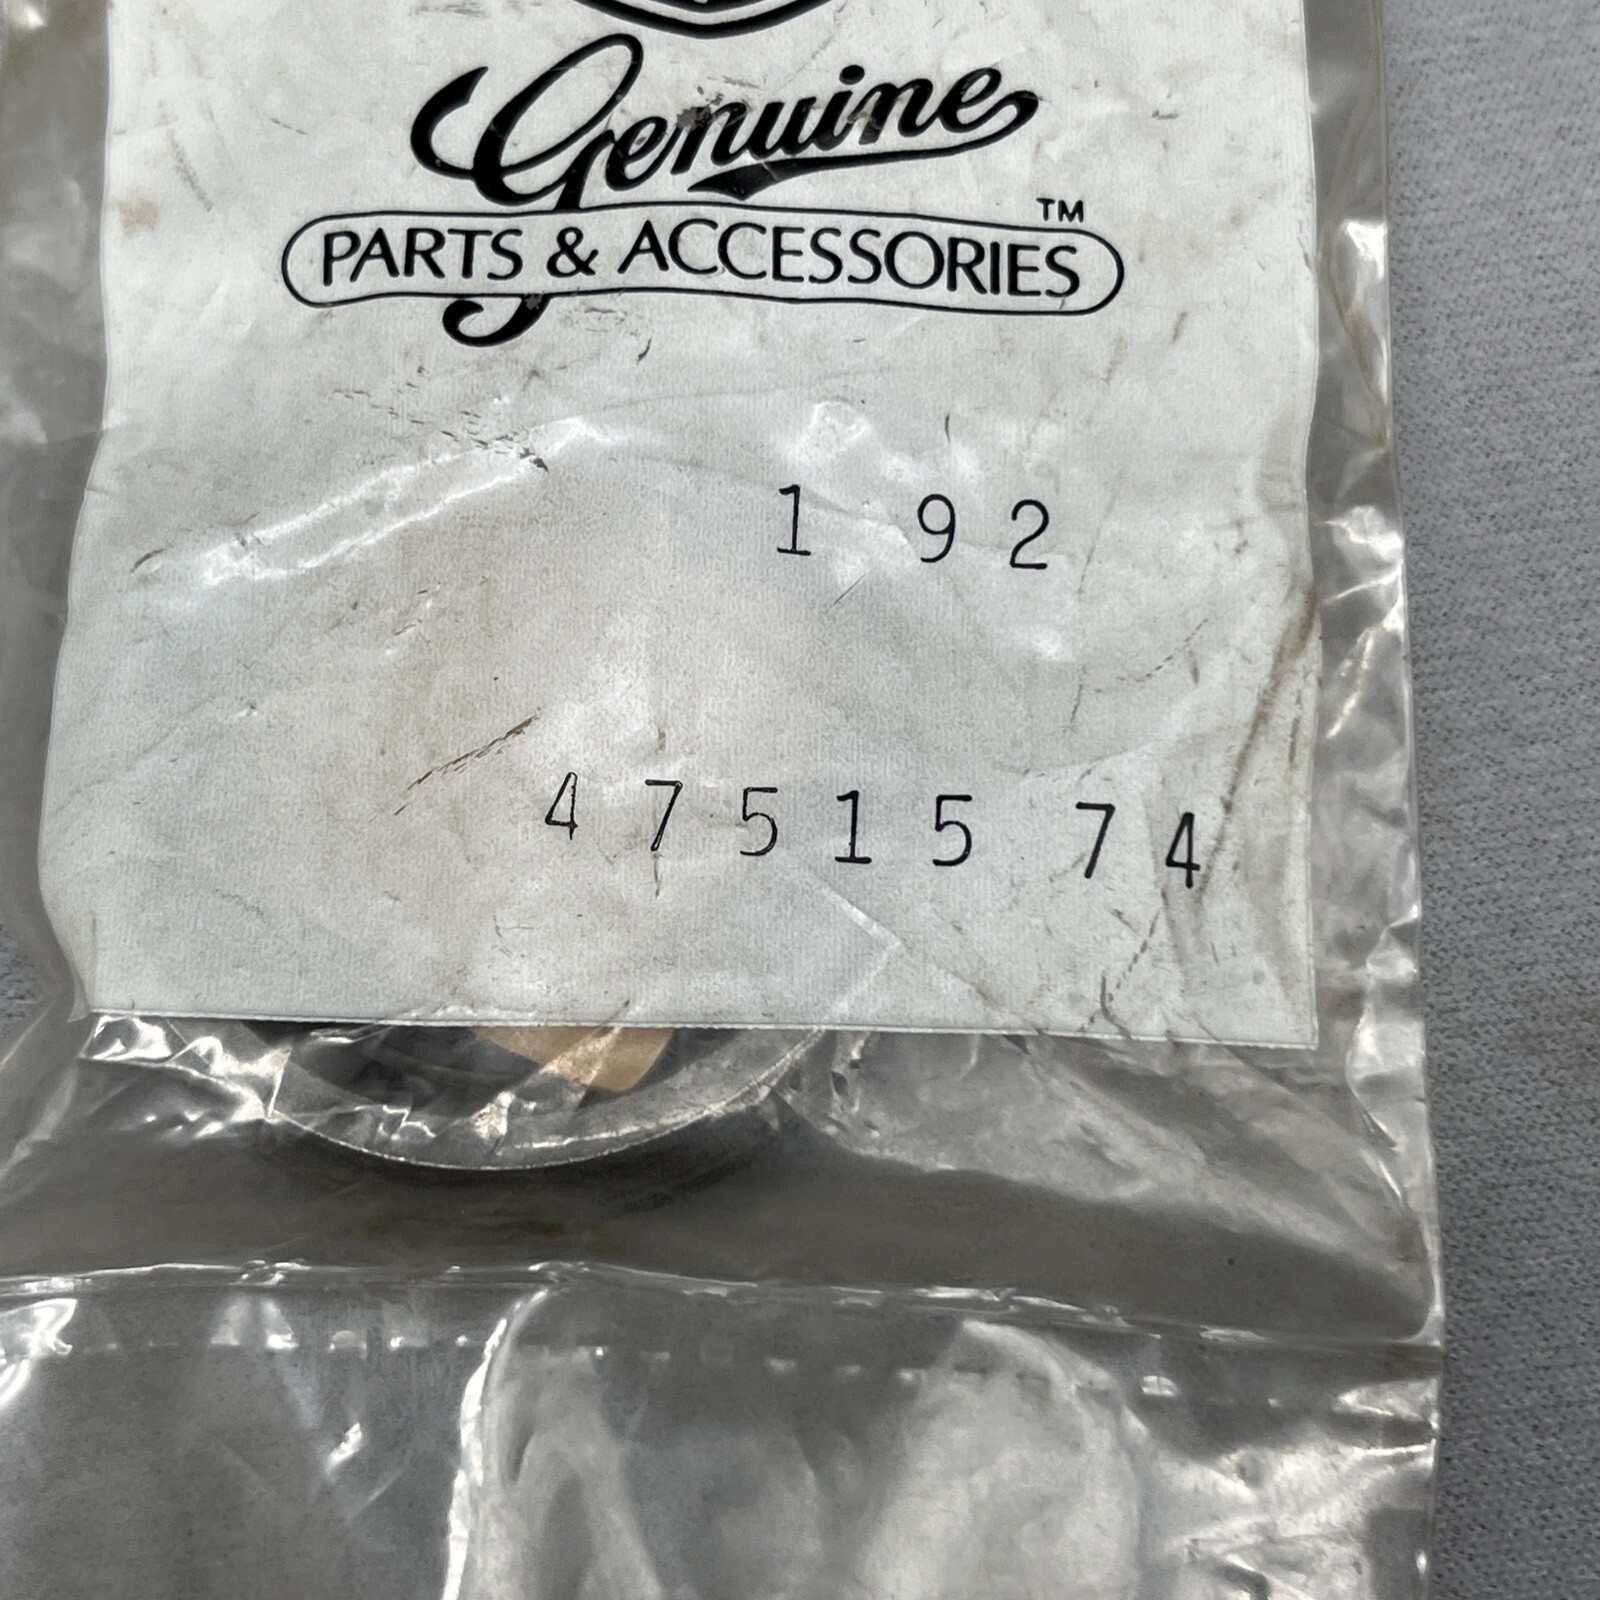 Genuine
PARTS & ACCESSORIES™
1 92
47515 74